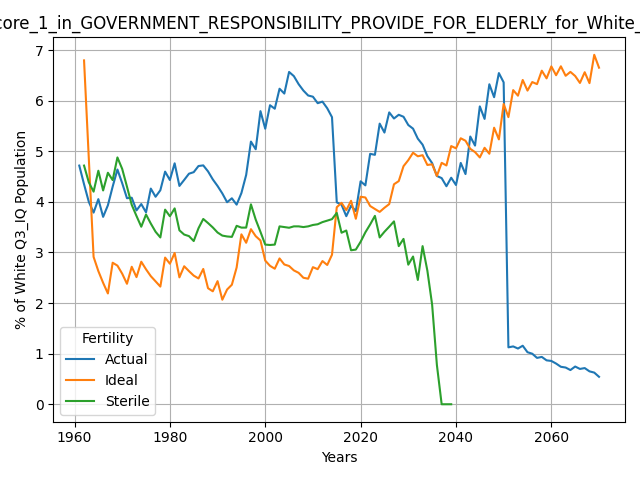 core_1_in_GOVERNMENT_RESPONSIBILITY_PROVIDE_FOR_ELDERLY_for_White_
7
6
5
4
3
2
1
0
% of White Q3_IQ Population
Fertility
Actual
Ideal
Sterile
1960 1980 2000 2020 2040 2060
Years